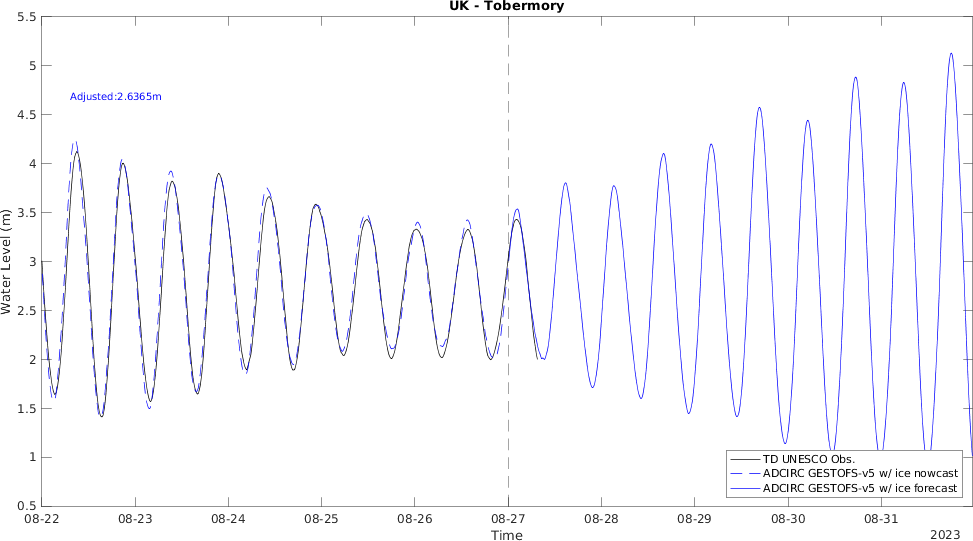 UK - Tobermory
5.5
5
4.5
4
3.5
3
2.5
2
1.5
1
0.5
Water Level (m)
Adjusted:2.6365m
TD UNESCO Obs.
ADCIRC GESTOFS-v5 w/ ice nowcast
ADCIRC GESTOFS-v5 w/ ice forecast
08-22 08-23 08-24 08-25 08-26 08-27 08-28 08-29 08-30 08-31
Time
2023